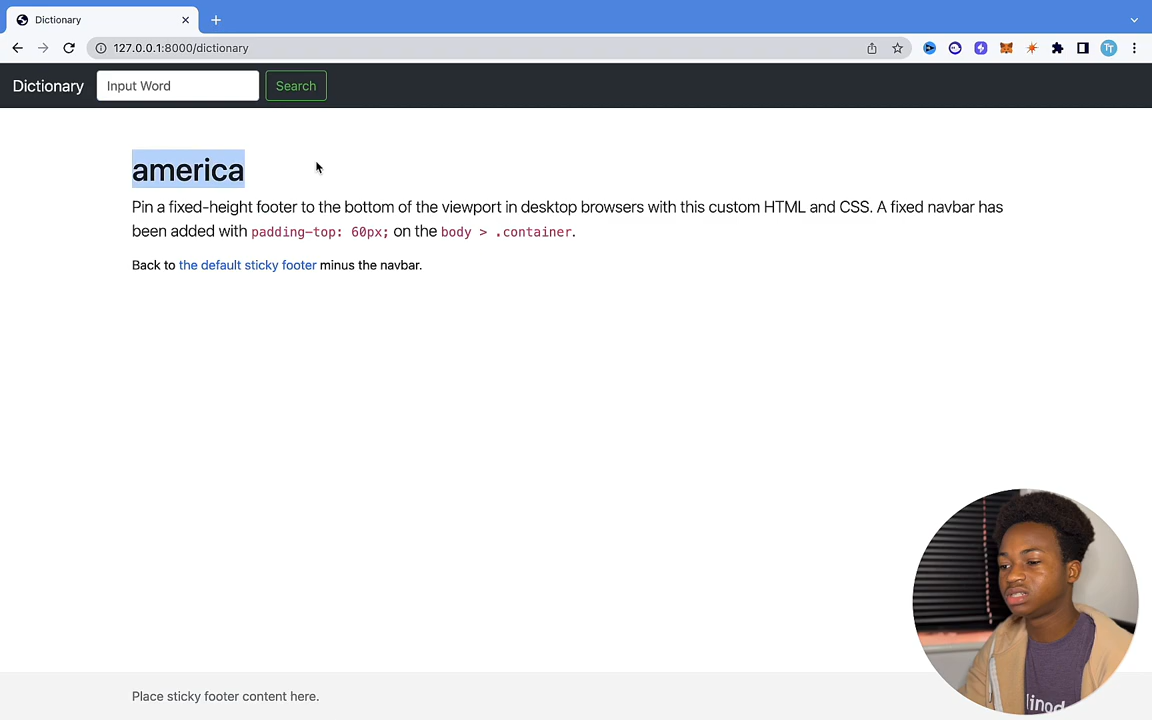 Dictionary
127.0.0.1:8000/dictionary
TT
Dictionary Input Word Search
america
Pin a fixed-height footer to the bottom of the viewport in desktop browsers with this custom HTML and CSS. A fixed navbar has
been added with padding-top: 60px; on the body > .container.
Back to the default sticky footer minus the navbar.
linod
Place sticky footer content here.